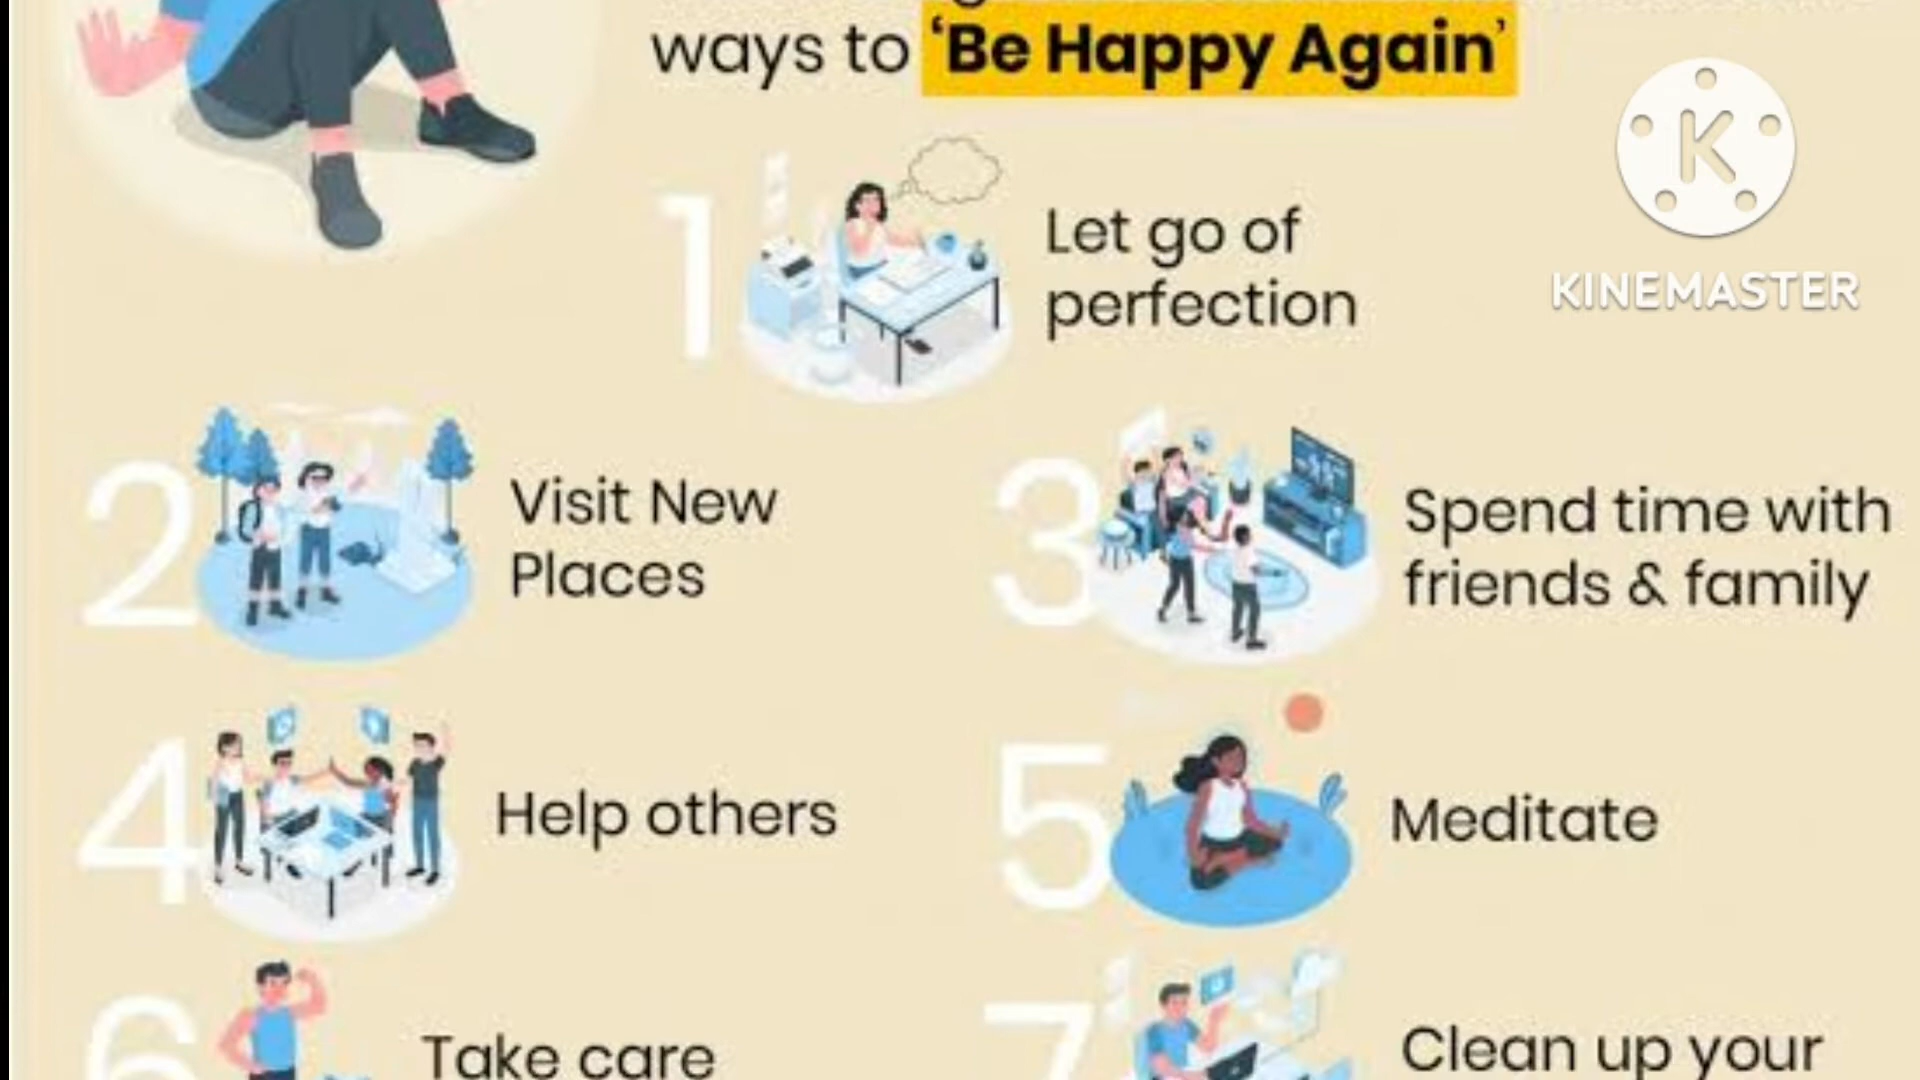 ways to ‘Be Happy Again’
K
KINEMASTER
1
Let go of
perfection
2
Visit New
Places
3
Spend time with
friends & family
4
Help others
5
Meditate
6
Take care
7
Clean up your